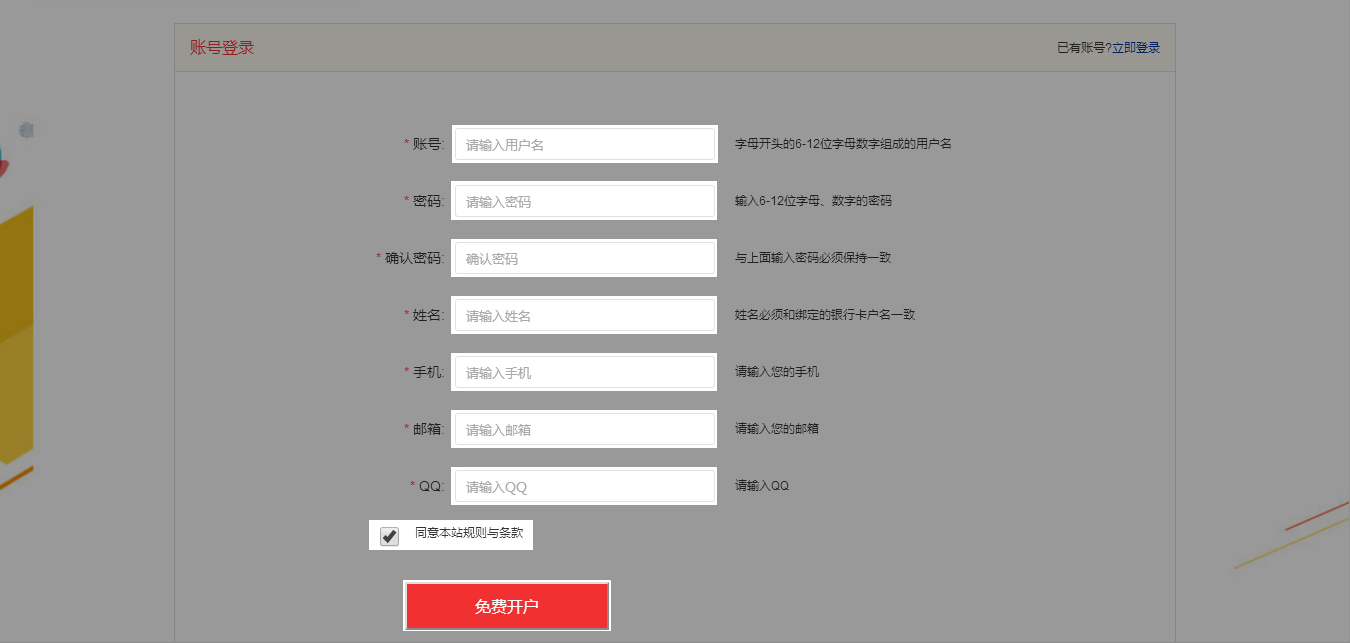 账号登录 已有账号?立即登录
* 账号: 请输入用户名 字母开头的6-12位字母数字组成的用户名
* 密码: 请输入密码 输入6-12位字母、数字的密码
* 确认密码: 确认密码 与上面输入密码必须保持一致
* 姓名: 请输入姓名 姓名必须和绑定的银行卡户名一致
* 手机: 请输入手机 请输入您的手机
* 邮箱: 请输入邮箱 请输入您的邮箱
* QQ: 请输入QQ 请输入QQ
同意本站规则与条款
免费开户